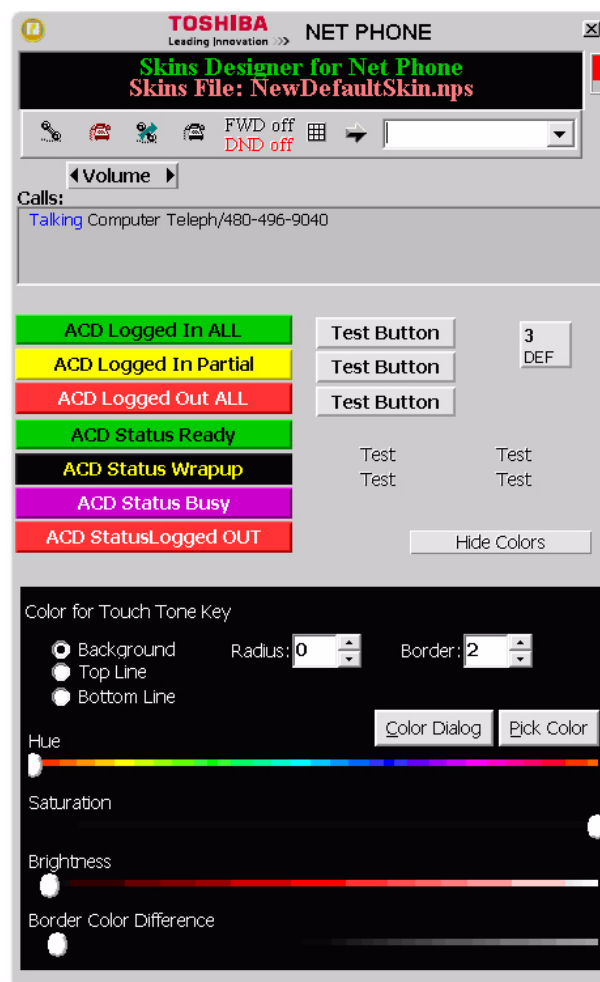 TOSHIBA
Leading Innovation >>>
NET PHONE
Skins Designer for Net Phone
Skins File: NewDefaultSkin.nps
FWD off
DND off
Volume
Calls:
Talking Computer Teleph/480-496-9040
ACD Logged In ALL
Test Button
3
DEF
ACD Logged In Partial
Test Button
ACD Logged Out ALL
Test Button
ACD Status Ready
Test Test
ACD Status Wrapup
Test Test
ACD Status Busy
ACD StatusLogged OUT
Hide Colors
Color for Touch Tone Key
Background
Radius: 0
Border: 2
Top Line
Bottom Line
Color Dialog
Pick Color
Hue
Saturation
Brightness
Border Color Difference